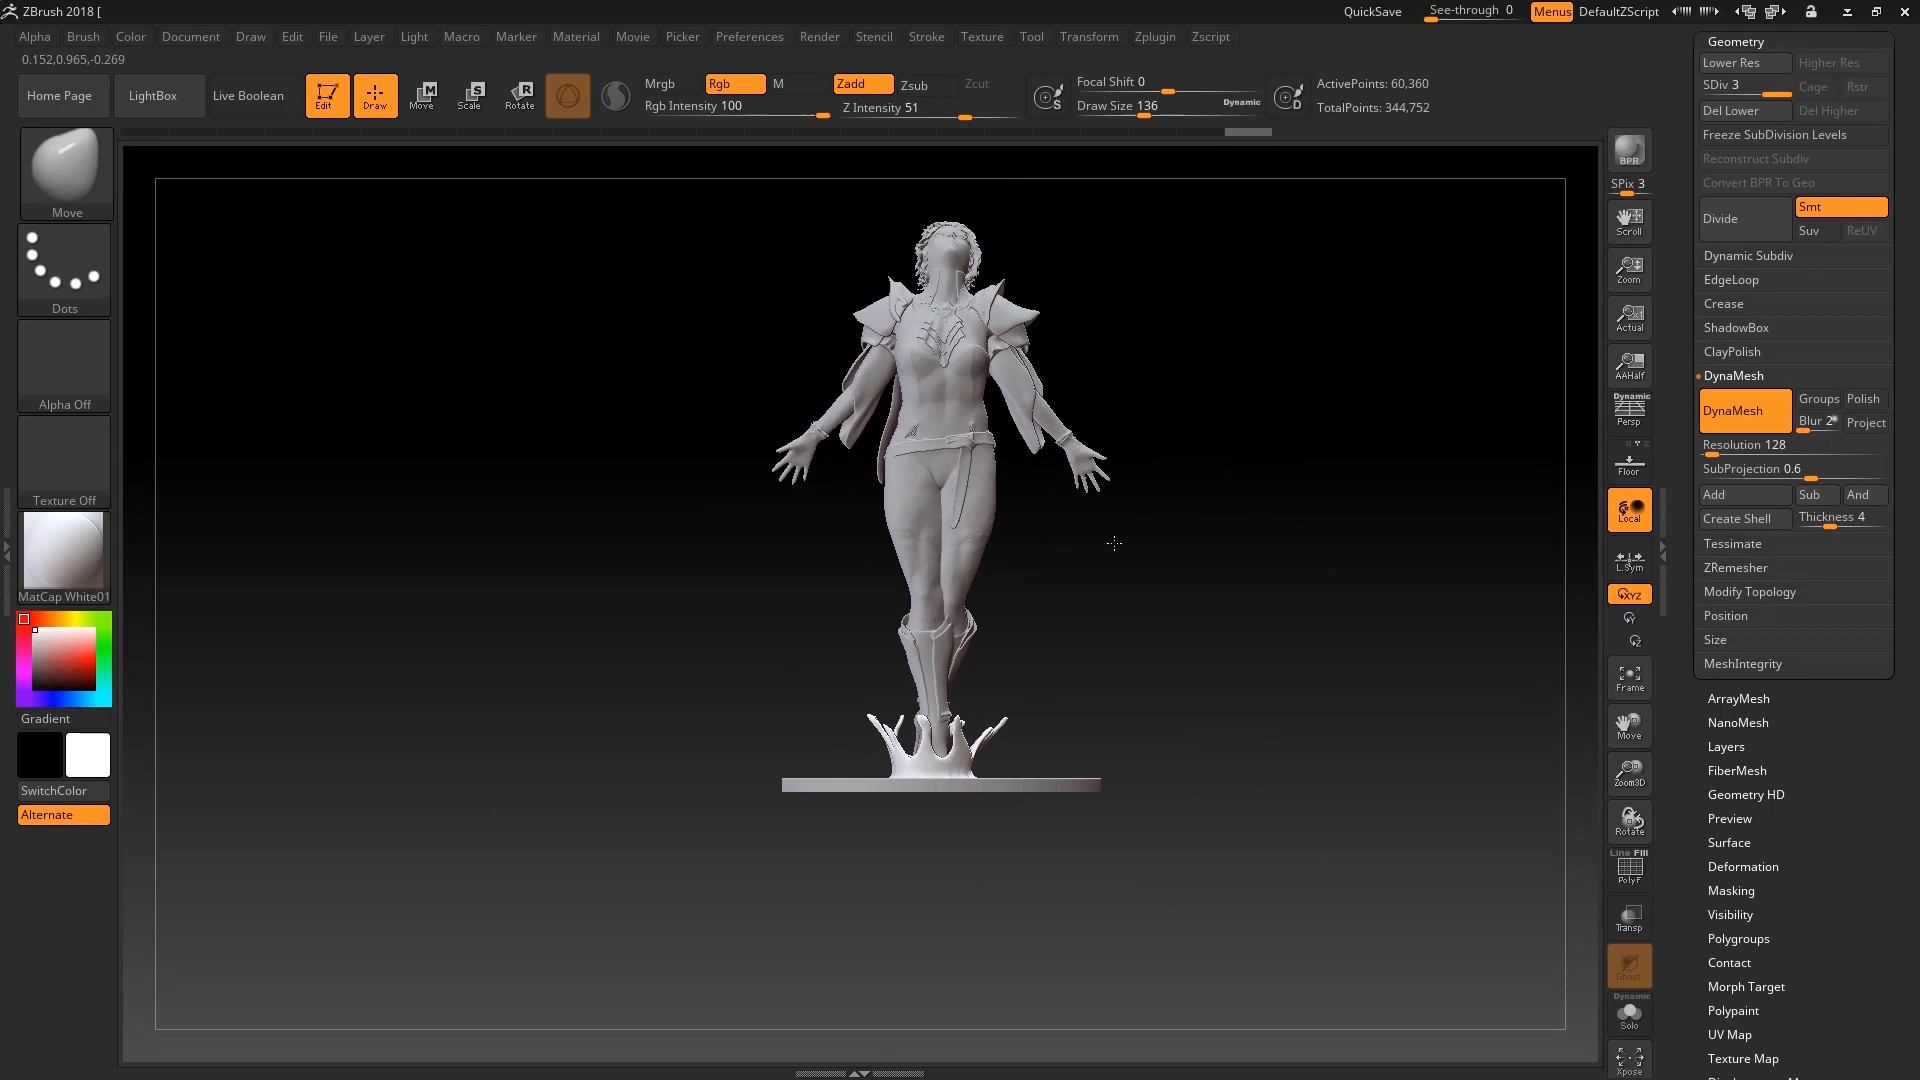 ZBrush 2018 [
QuickSave
See-through 0
Menus
DefaultZScript
Alpha Brush Color Document Draw Edit File Layer Light Macro Marker Material Movie Picker Preferences Render Stencil Stroke Texture Tool Transform Zplugin Zscript
0.152,0.965,-0.269
Home Page
LightBox
Live Boolean
Edit
Draw
Move
Scale
Rotate
Mrgb
Rgb
M
Rgb Intensity 100
Zadd
Zsub
Zcut
Z Intensity 51
S
Focal Shift 0
Draw Size 136
Dynamic
D
ActivePoints: 60,360
TotalPoints: 344,752
Move
Dots
Alpha Off
Texture Off
MatCap White01
Gradient
SwitchColor
Alternate
BPR
SPix 3
Scroll
Zoom
Actual
AAHalf
Dynamic
Persp
Floor
Local
L.Sym
XYZ
Frame
Move
Zoom3D
Rotate
Line Fill
PolyF
Transp
Ghost
Dynamic
Solo
Xpose
Geometry
Lower Res
Higher Res
SDiv 3
Cage
Rstr
Del Lower
Del Higher
Freeze SubDivision Levels
Reconstruct Subdiv
Convert BPR To Geo
Divide
Smt
Suv
ReUV
Dynamic Subdiv
EdgeLoop
Crease
ShadowBox
ClayPolish
DynaMesh
DynaMesh
Groups
Polish
Blur 2
Project
Resolution 128
SubProjection 0.6
Add
Sub
And
Create Shell
Thickness 4
Tessimate
ZRemesher
Modify Topology
Position
Size
MeshIntegrity
ArrayMesh
NanoMesh
Layers
FiberMesh
Geometry HD
Preview
Surface
Deformation
Masking
Visibility
Polygroups
Contact
Morph Target
Polypaint
UV Map
Texture Map